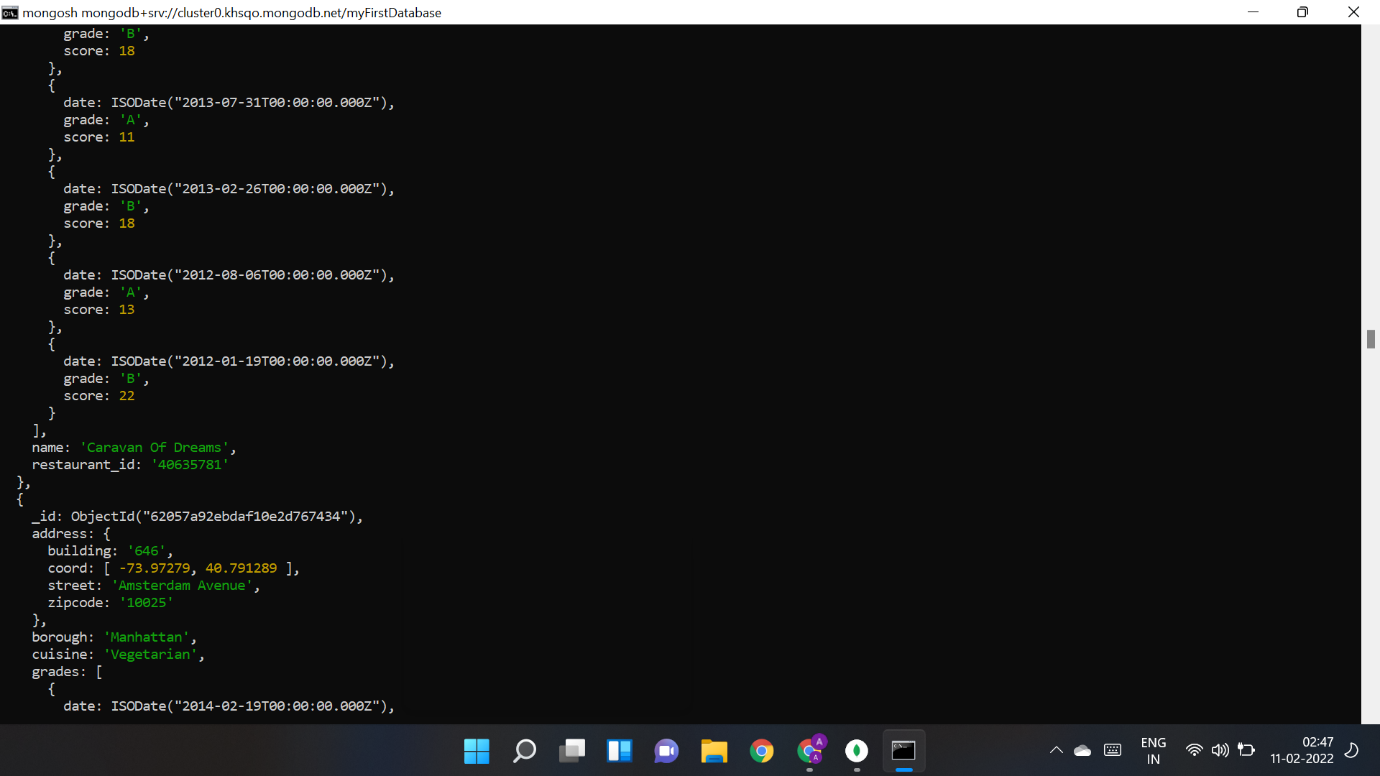 mongosh mongodb+srv://cluster0.khsqo.mongodb.net/myFirstDatabase
grade: 'B',
score: 18
},
{
date: ISODate("2013-07-31T00:00:00.000Z"),
grade: 'A',
score: 11
},
{
date: ISODate("2013-02-26T00:00:00.000Z"),
grade: 'B',
score: 18
},
{
date: ISODate("2012-08-06T00:00:00.000Z"),
grade: 'A',
score: 13
},
{
date: ISODate("2012-01-19T00:00:00.000Z"),
grade: 'B',
score: 22
}
],
name: 'Caravan Of Dreams',
restaurant_id: '40635781'
},
{
_id: ObjectId("62057a92ebdaf10e2d767434"),
address: {
building: '646',
coord: [ -73.97279, 40.791289 ],
street: 'Amsterdam Avenue',
zipcode: '10025'
},
borough: 'Manhattan',
cuisine: 'Vegetarian',
grades: [
{
date: ISODate("2014-02-19T00:00:00.000Z"),
A
A
ENG
IN
02:47
11-02-2022